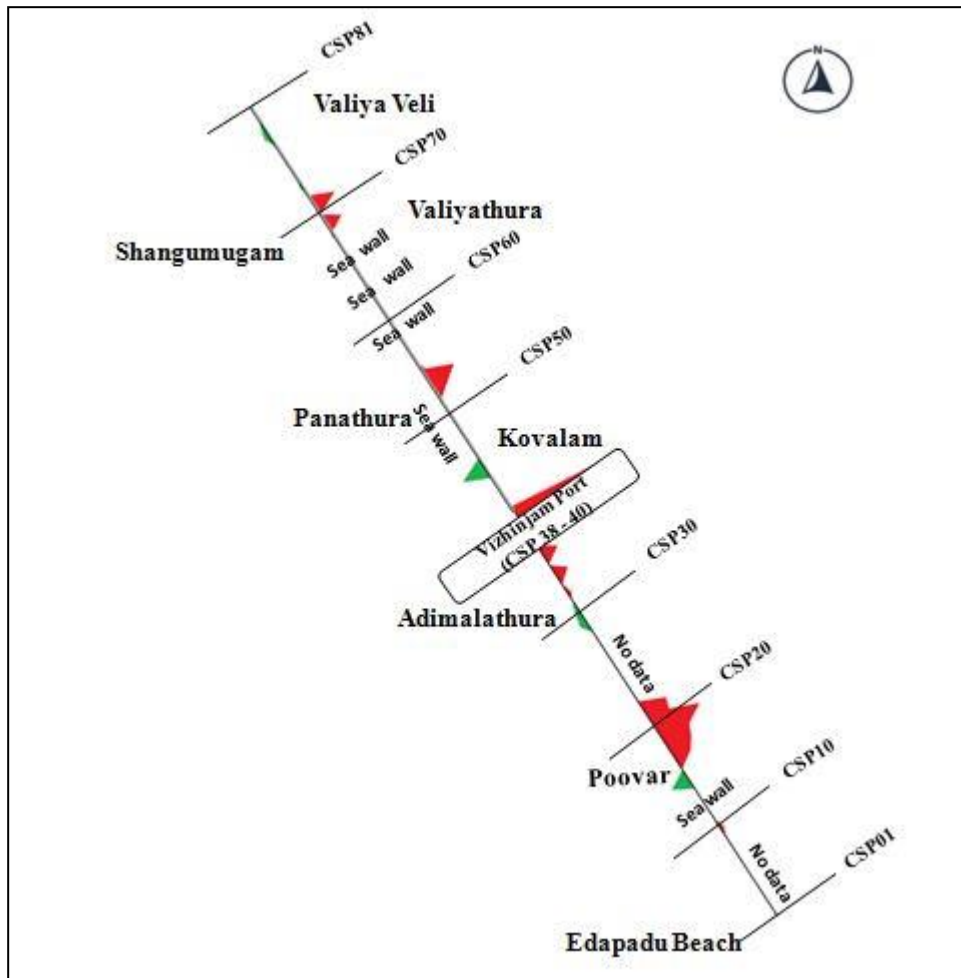 CSP81
N
Valiya Veli
CSP70
Valiyathura
Shangumugam
Sea wall
CSP60
Sea wall
Sea wall
CSP50
Panathura
Sea wall
Kovalam
Vizhinjam Port
(CSP 38 - 40)
CSP30
Adimalathura
No data
CSP20
Poovar
CSP10
Sea wall
CSP01
No data
Edapadu Beach